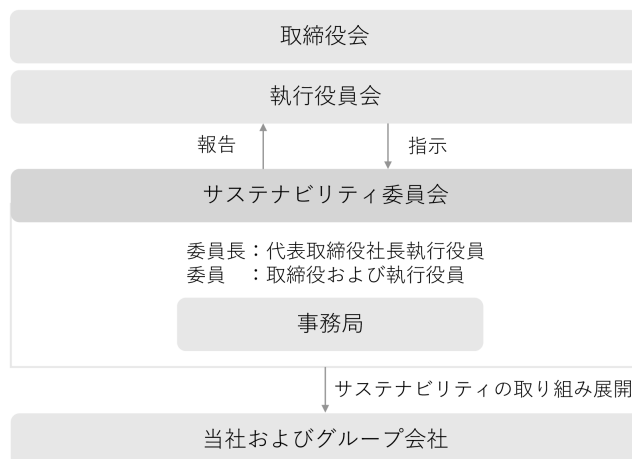 取締役会
執行役員会
報告
指示
サステナビリティ委員会
委員長：代表取締役社長執行役員
委員　：取締役および執行役員
事務局
サステナビリティの取り組み展開
当社およびグループ会社